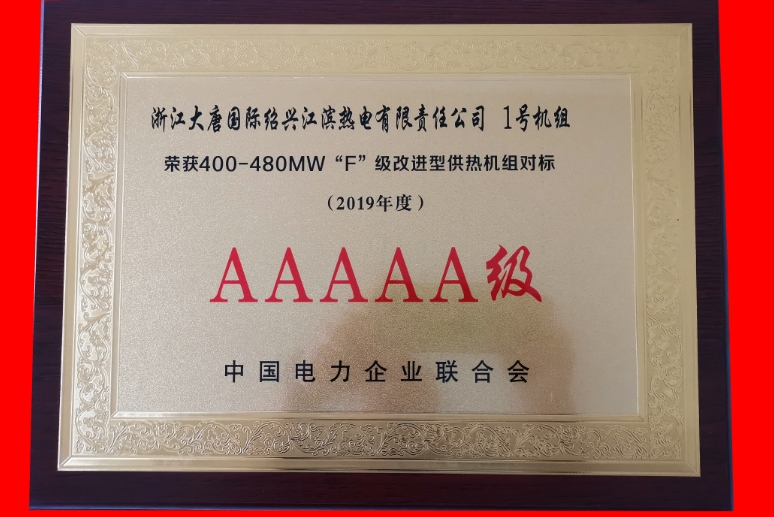 浙江大唐国际绍兴江滨热电有限责任公司 1号机组
荣获400-480MW“F”级改进型供热机组对标
（2019年度）
AAAAA级
中国电力企业联合会